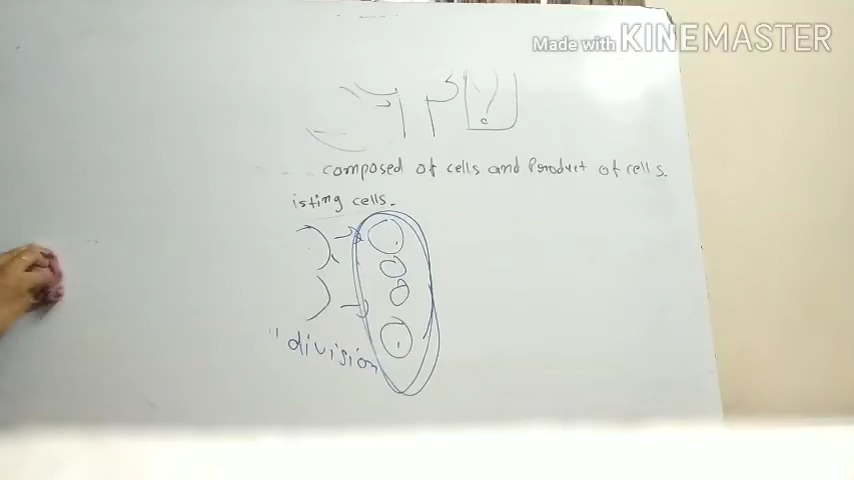 Made with KINEMASTER
?
composed of cells and Product of cells.
isting cells.
"division